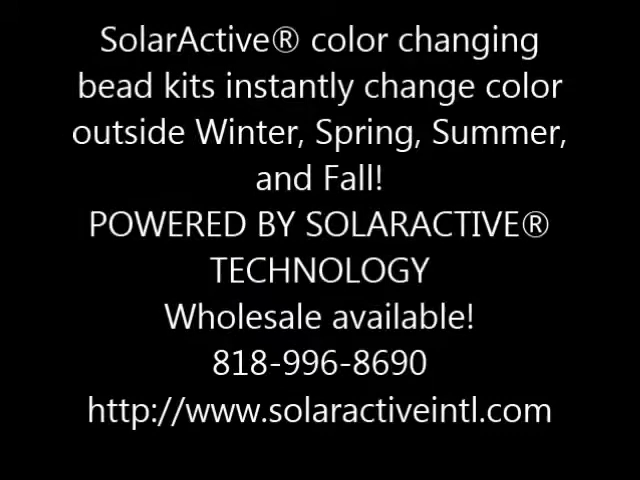 SolarActive® color changing
bead kits instantly change color
outside Winter, Spring, Summer,
and Fall!
POWERED BY SOLARACTIVE®
TECHNOLOGY
Wholesale available!
818-996-8690
http://www.solaractiveintl.com